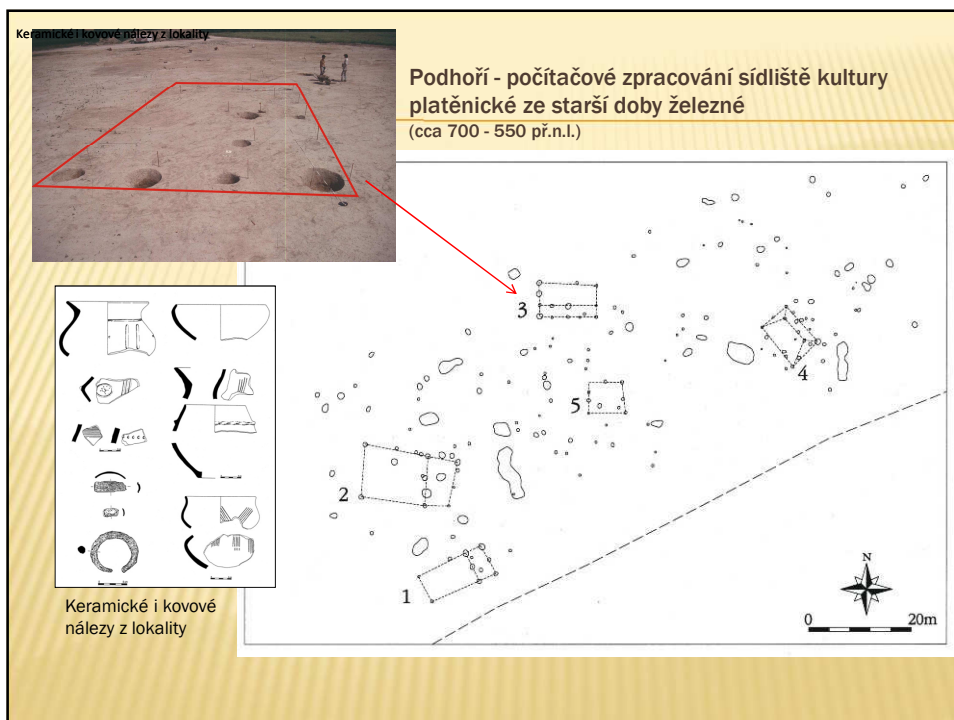 Keramické i kovové nálezy z lokality
Podhoří - počítačové zpracování sídliště kultury
platěnické ze starší doby železné
(cca 700 - 550 př.n.l.)
3
4
5
2
1
N
0 20m
Keramické i kovové
nálezy z lokality